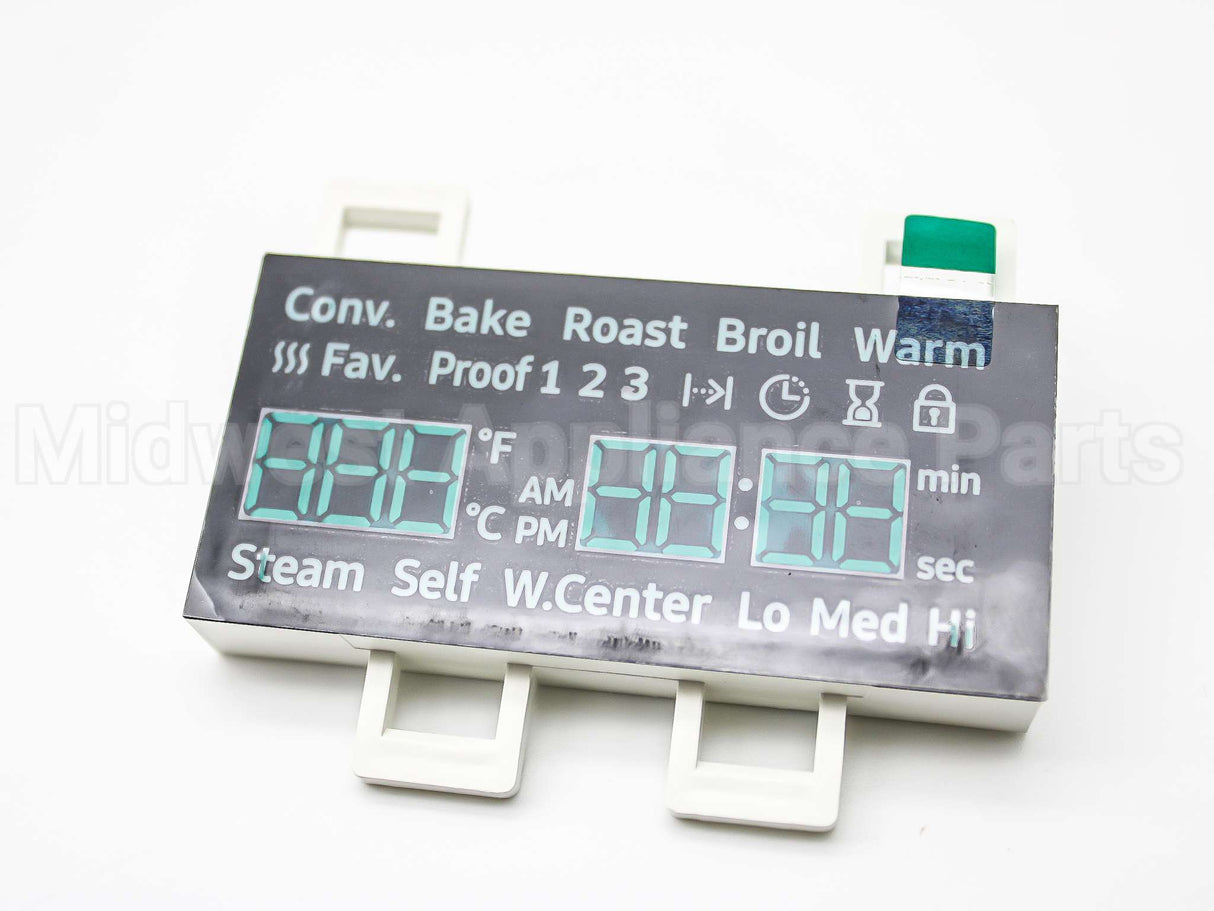 Conv. Bake Roast Broil Warm
Fav. Proof 1 2 3
°F
AM
°C PM
min
sec
Steam Self W.Center Lo Med Hi
Midwest Appliance Parts